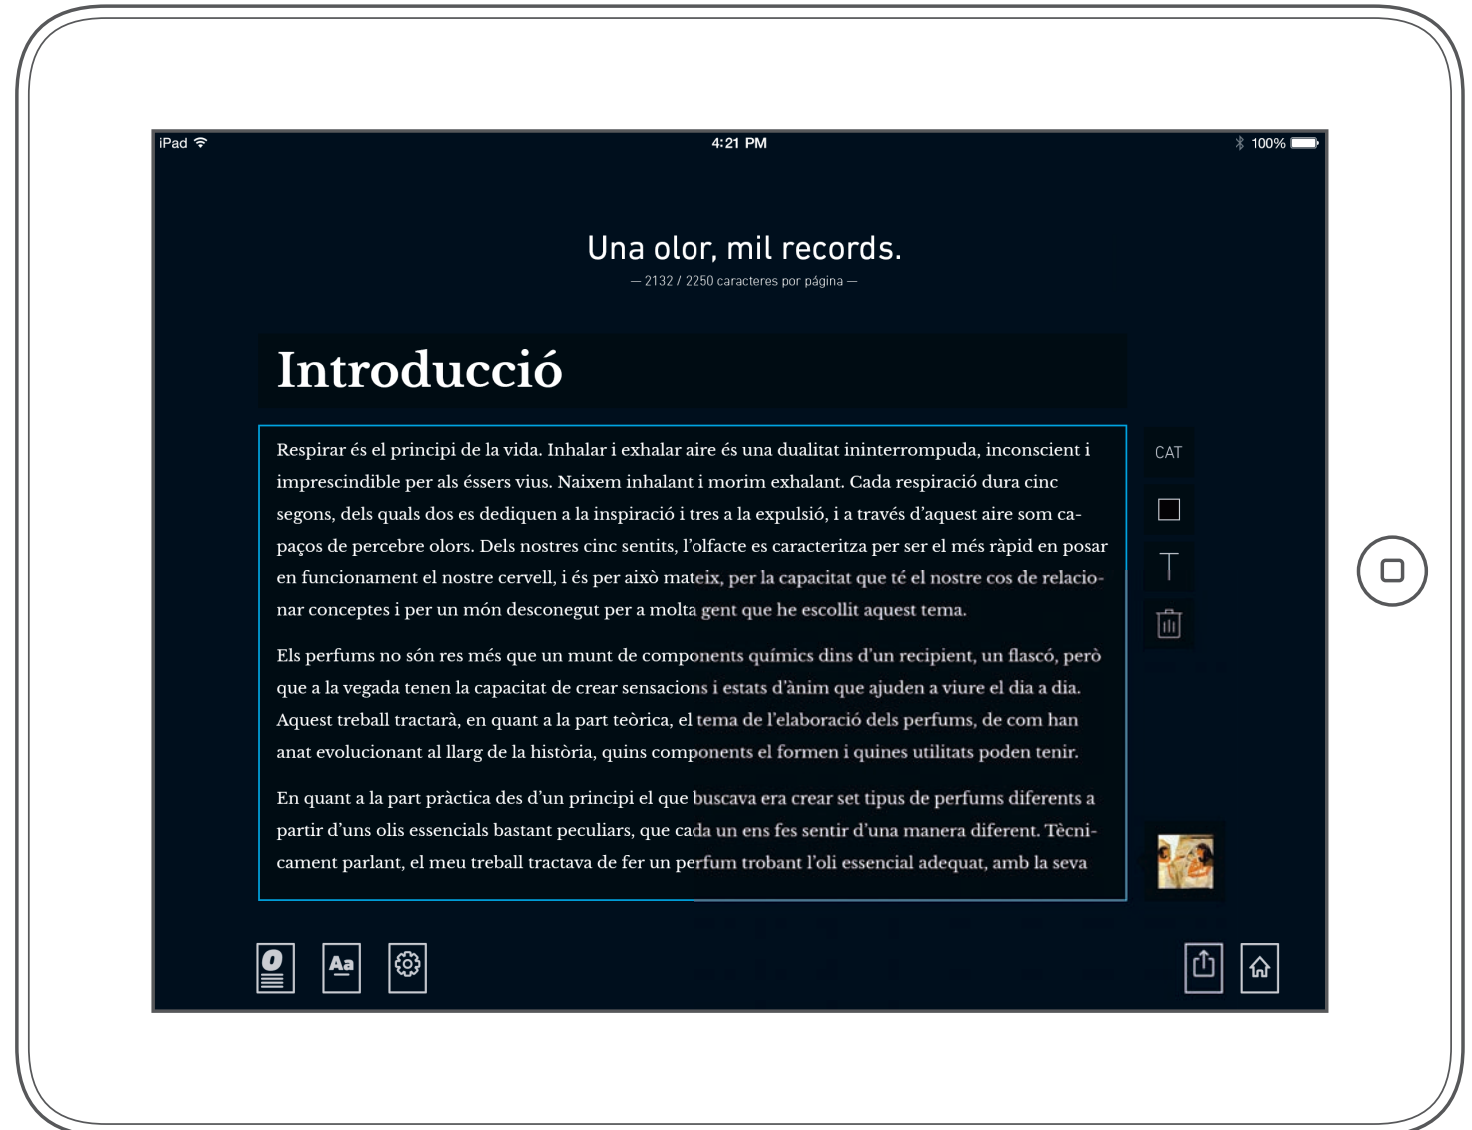 iPad
4:21 PM
100%
Una olor, mil records.
— 2132 / 2250 caracteres por página —
Introducció
Respirar és el principi de la vida. Inhalar i exhalar aire és una dualitat ininterrompuda, inconscient i
imprescindible per als éssers vius. Naixem inhalant i morim exhalant. Cada respiració dura cinc
segons, dels quals dos es dediquen a la inspiració i tres a la expulsió, i a través d’aquest aire som ca-
paços de percebre olors. Dels nostres cinc sentits, l’olfacte es caracteritza per ser el més ràpid en posar
en funcionament el nostre cervell, i és per això mateix, per la capacitat que té el nostre cos de relacio-
nar conceptes i per un món desconegut per a molta gent que he escollit aquest tema.
Els perfums no són res més que un munt de components químics dins d’un recipient, un flascó, però
que a la vegada tenen la capacitat de crear sensacions i estats d’ànim que ajuden a viure el dia a dia.
Aquest treball tractarà, en quant a la part teòrica, el tema de l’elaboració dels perfums, de com han
anat evolucionant al llarg de la història, quins components el formen i quines utilitats poden tenir.
En quant a la part pràctica des d’un principi el que buscava era crear set tipus de perfums diferents a
partir d’uns olis essencials bastant peculiars, que cada un ens fes sentir d’una manera diferent. Tècni-
cament parlant, el meu treball tractava de fer un perfum trobant l’oli essencial adequat, amb la seva
CAT
T
O
Aa